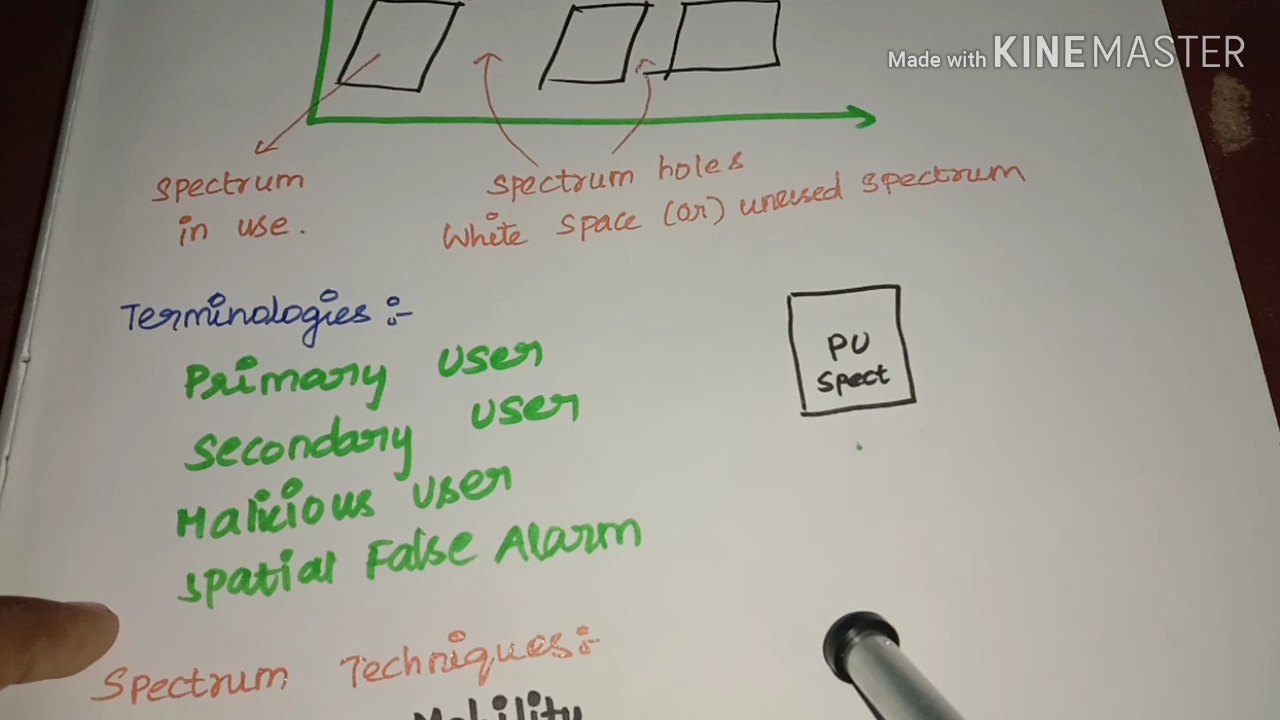 Made with KINEMASTER
Spectrum
in use.
Spectrum holes
White space (or) unused spectrum
Terminologies :-
Primary User
Secondary User
Malicious User
Spatial False Alarm
PU
Spect
Spectrum Techniques :-
Mobility